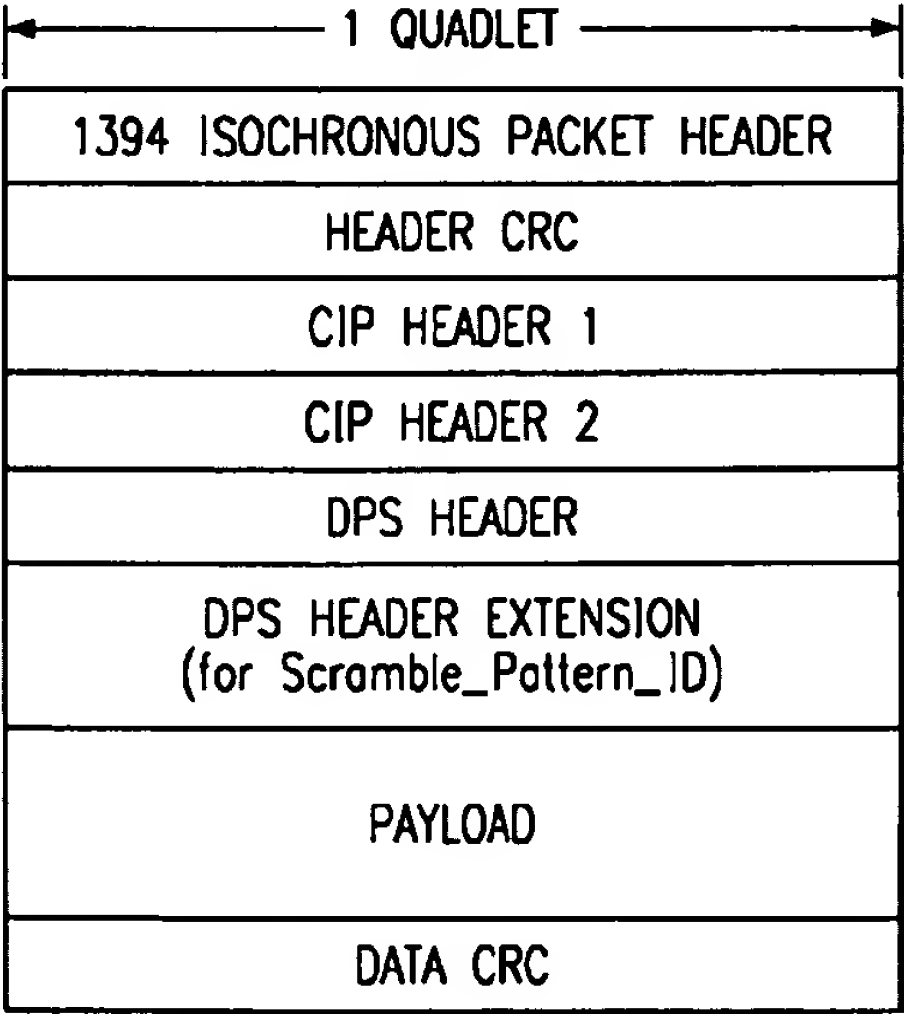 1 QUADLET
1394 ISOCHRONOUS PACKET HEADER
HEADER CRC
CIP HEADER 1
CIP HEADER 2
DPS HEADER
DPS HEADER EXTENSION
(for Scramble_Pattern_ID)
PAYLOAD
DATA CRC